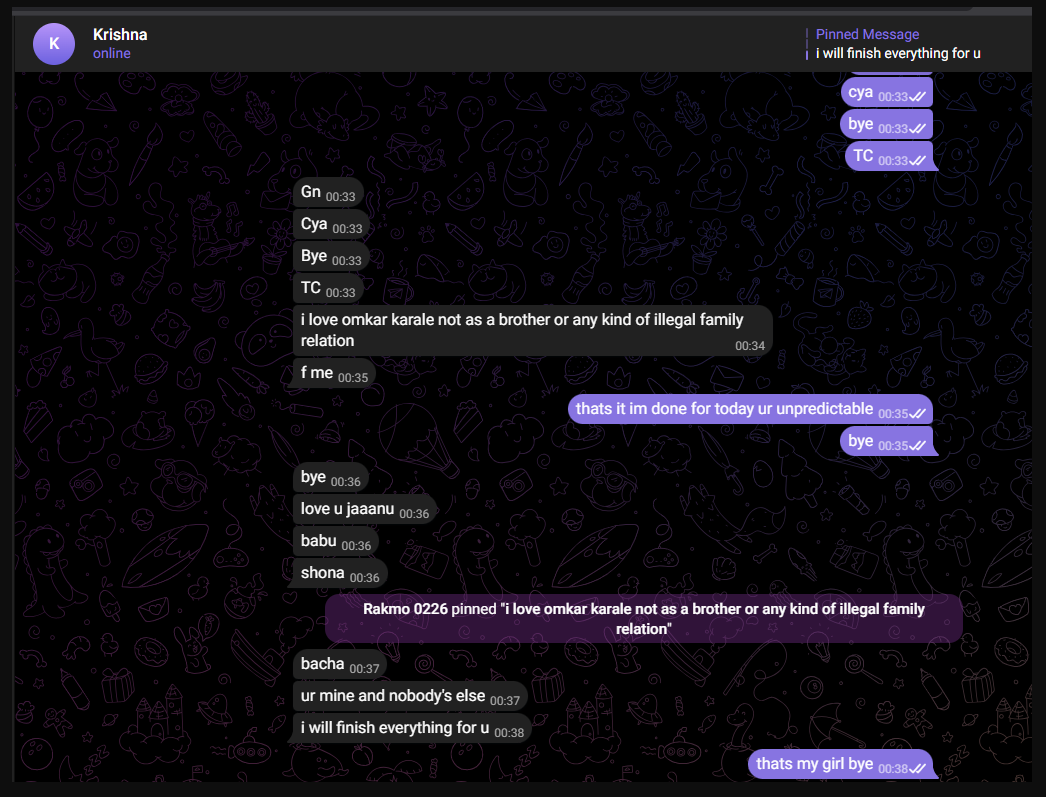 K
Krishna
online
Pinned Message
i will finish everything for u
cya 00:33
bye 00:33
TC 00:33
Gn 00:33
Cya 00:33
Bye 00:33
TC 00:33
i love omkar karale not as a brother or any kind of illegal family
relation
00:34
f me 00:35
thats it im done for today ur unpredictable 00:35
bye 00:35
bye 00:36
love u jaaanu 00:36
babu 00:36
shona 00:36
Rakmo 0226 pinned "i love omkar karale not as a brother or any kind of illegal family
relation"
bacha 00:37
ur mine and nobody's else 00:37
i will finish everything for u 00:38
thats my girl bye 00:38